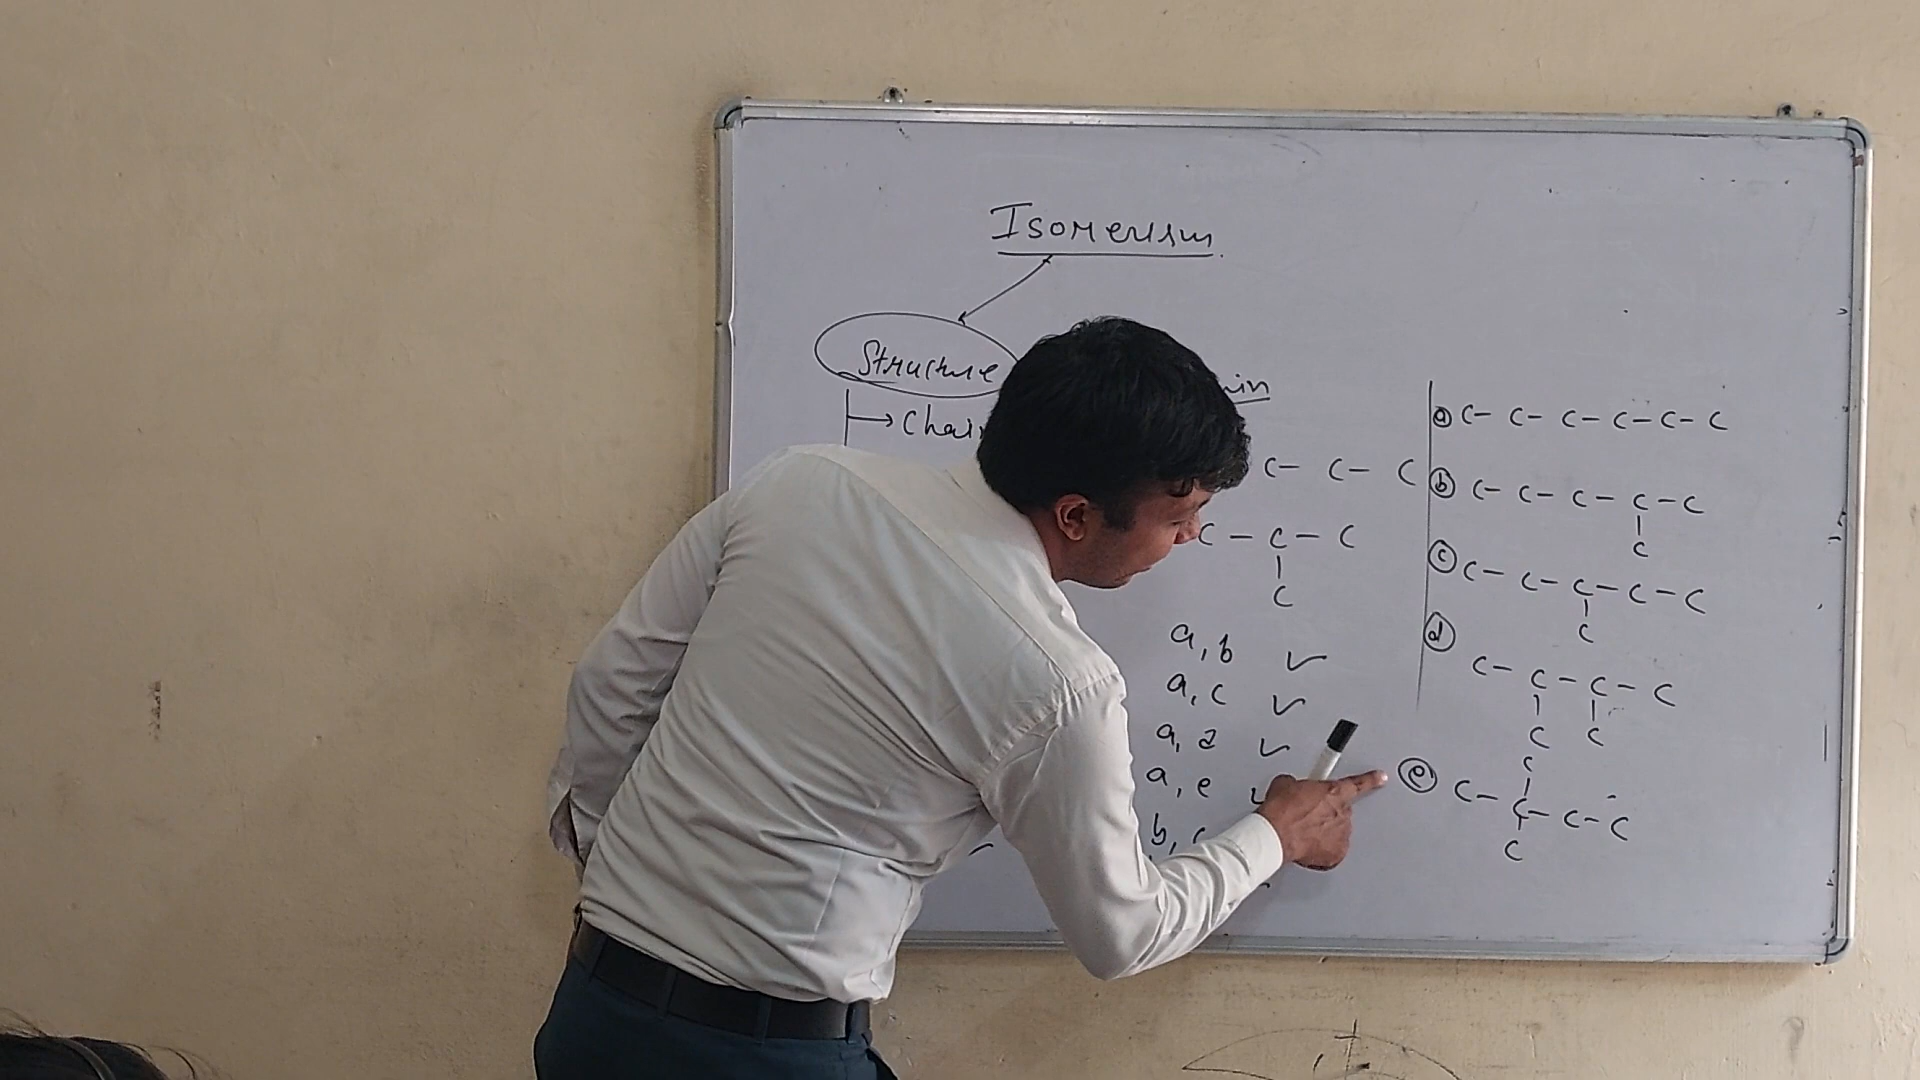 Isomerism
Structure
→ Chain
C- C- C
C - C - C
|
C
a, b ✓
a, c ✓
a, d ✓
a, e ✓
b, c
ⓐ C- C- C- C- C- C
ⓑ C- C- C- C- C
|
C
ⓒ C- C- C- C- C
|
C
ⓓ
C- C- C- C
| |
C C
C
|
ⓔ C- C- C- C
|
C